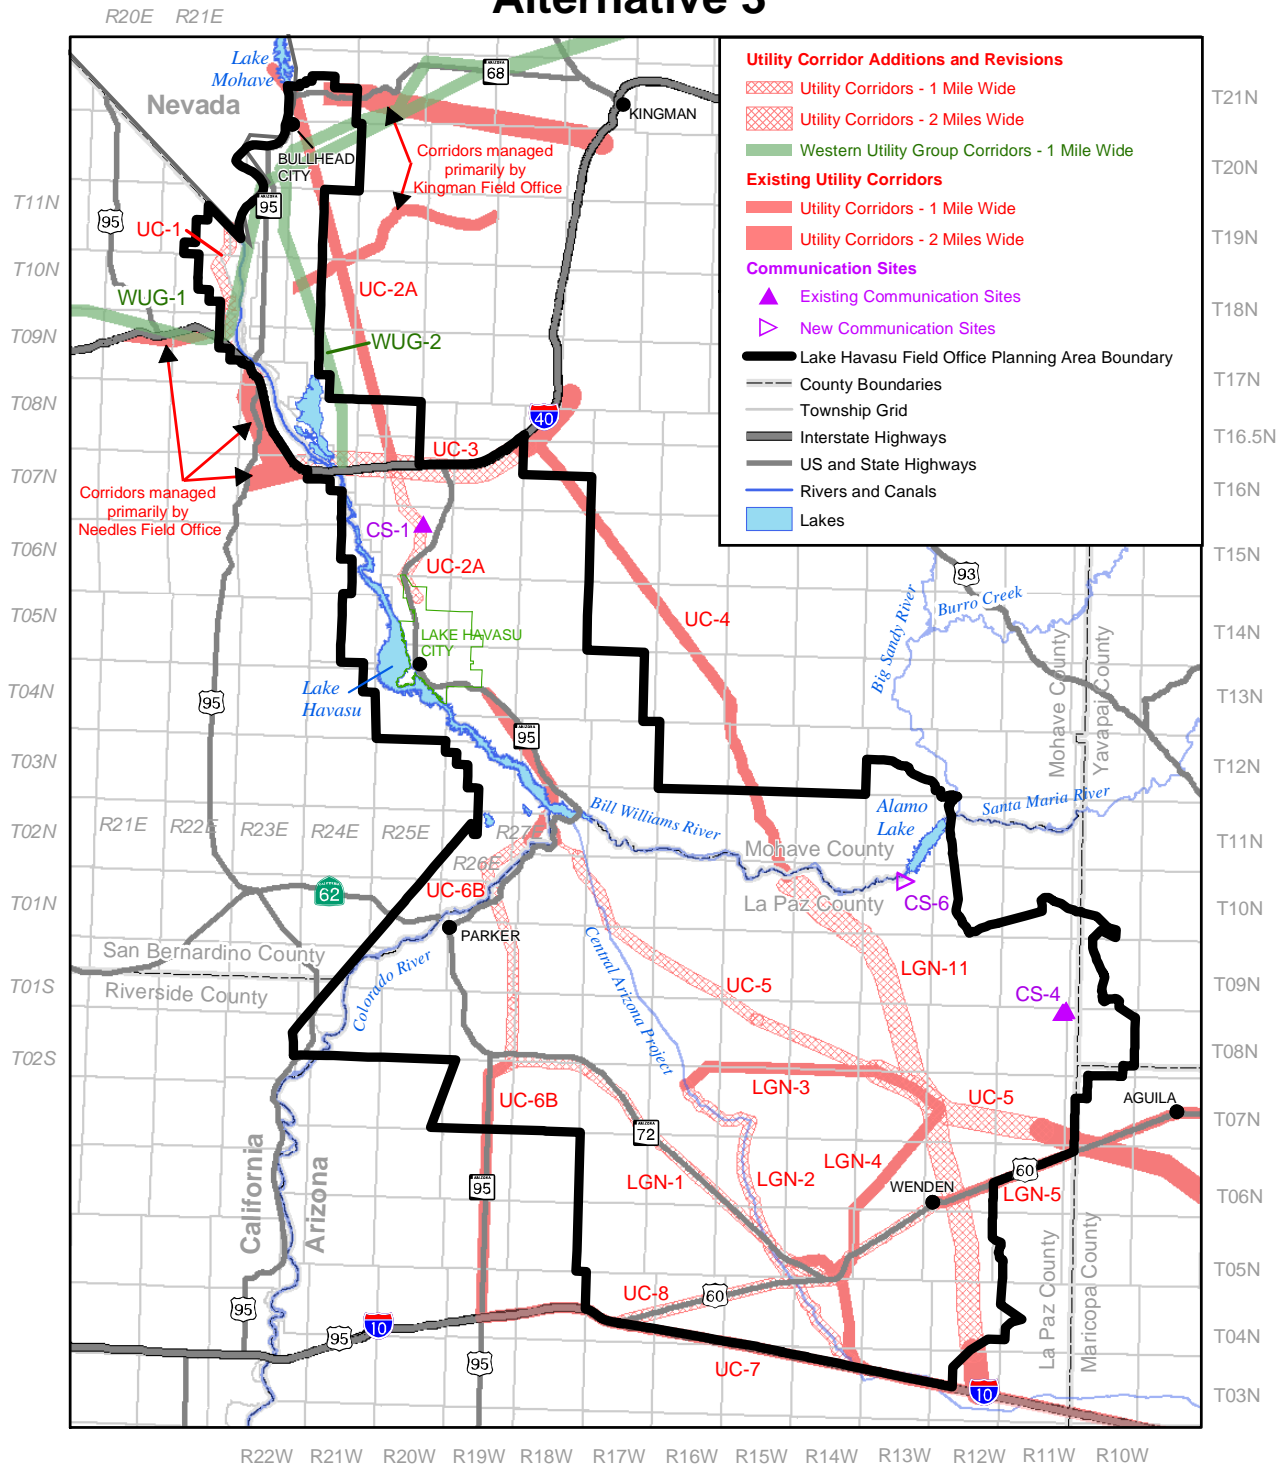 Alternative 3
R20E R21E
Lake
Mohave
Nevada
ARIZONA
68
KINGMAN
BULLHEAD
CITY
ARIZONA
95
95
Corridors managed
primarily by
Kingman Field Office
UC-1
UC-2A
WUG-1
WUG-2
40
UC-3
Corridors managed
primarily by
Needles Field Office
CS-1
UC-2A
UC-4
LAKE HAVASU
CITY
Lake
Havasu
95
ARIZONA
95
Utility Corridor Additions and Revisions
Utility Corridors - 1 Mile Wide
Utility Corridors - 2 Miles Wide
Western Utility Group Corridors - 1 Mile Wide
Existing Utility Corridors
Utility Corridors - 1 Mile Wide
Utility Corridors - 2 Miles Wide
Communication Sites
Existing Communication Sites
New Communication Sites
Lake Havasu Field Office Planning Area Boundary
County Boundaries
Township Grid
Interstate Highways
US and State Highways
Rivers and Canals
Lakes
93
Big Sandy River
Burro Creek
Mohave County
Yavapai County
Santa Maria River
Alamo
Lake
Bill Williams River
Mohave County
La Paz County
CS-6
R21E R22E R23E R24E R25E R27E
R26E
UC-6B
62
PARKER
San Bernardino County
Riverside County
Colorado River
Central Arizona Project
LGN-11
UC-5
CS-4
LGN-3
UC-5
AGUILA
UC-6B
ARIZONA
72
ARIZONA
95
LGN-1
LGN-2
LGN-4
WENDEN
60
LGN-5
California
Arizona
La Paz County
Maricopa County
UC-8
60
95
95
10
95
UC-7
10
T11N
T10N
T09N
T08N
T07N
T06N
T05N
T04N
T03N
T02N
T01N
T01S
T02S
T21N
T20N
T19N
T18N
T17N
T16.5N
T16N
T15N
T14N
T13N
T12N
T11N
T10N
T09N
T08N
T07N
T06N
T05N
T04N
T03N
R22W R21W R20W R19W R18W R17W R16W R15W R14W R13W R12W R11W R10W